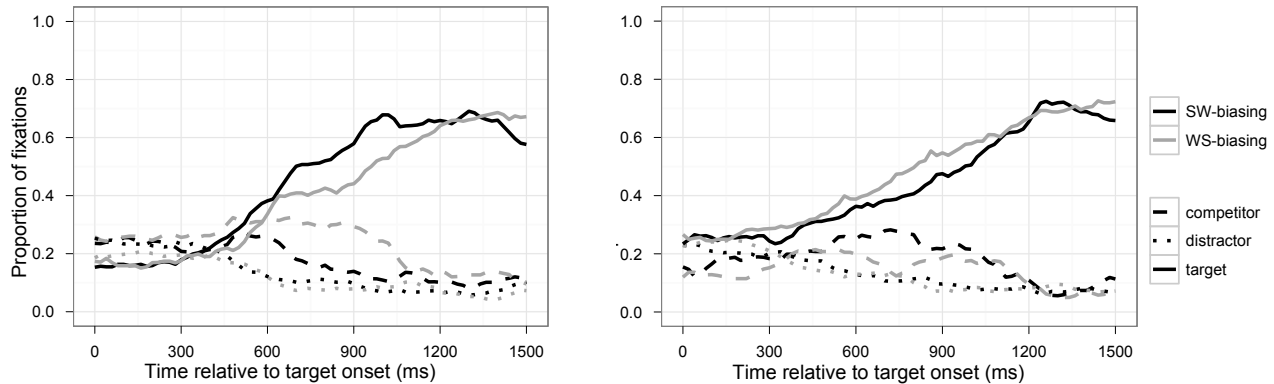 Proportion of fixations
1.0
0.8
0.6
0.4
0.2
0.0
0 300 600 900 1200 1500
Time relative to target onset (ms)
1.0
0.8
0.6
0.4
0.2
0.0
0 300 600 900 1200 1500
Time relative to target onset (ms)
SW-biasing
WS-biasing
competitor
distractor
target